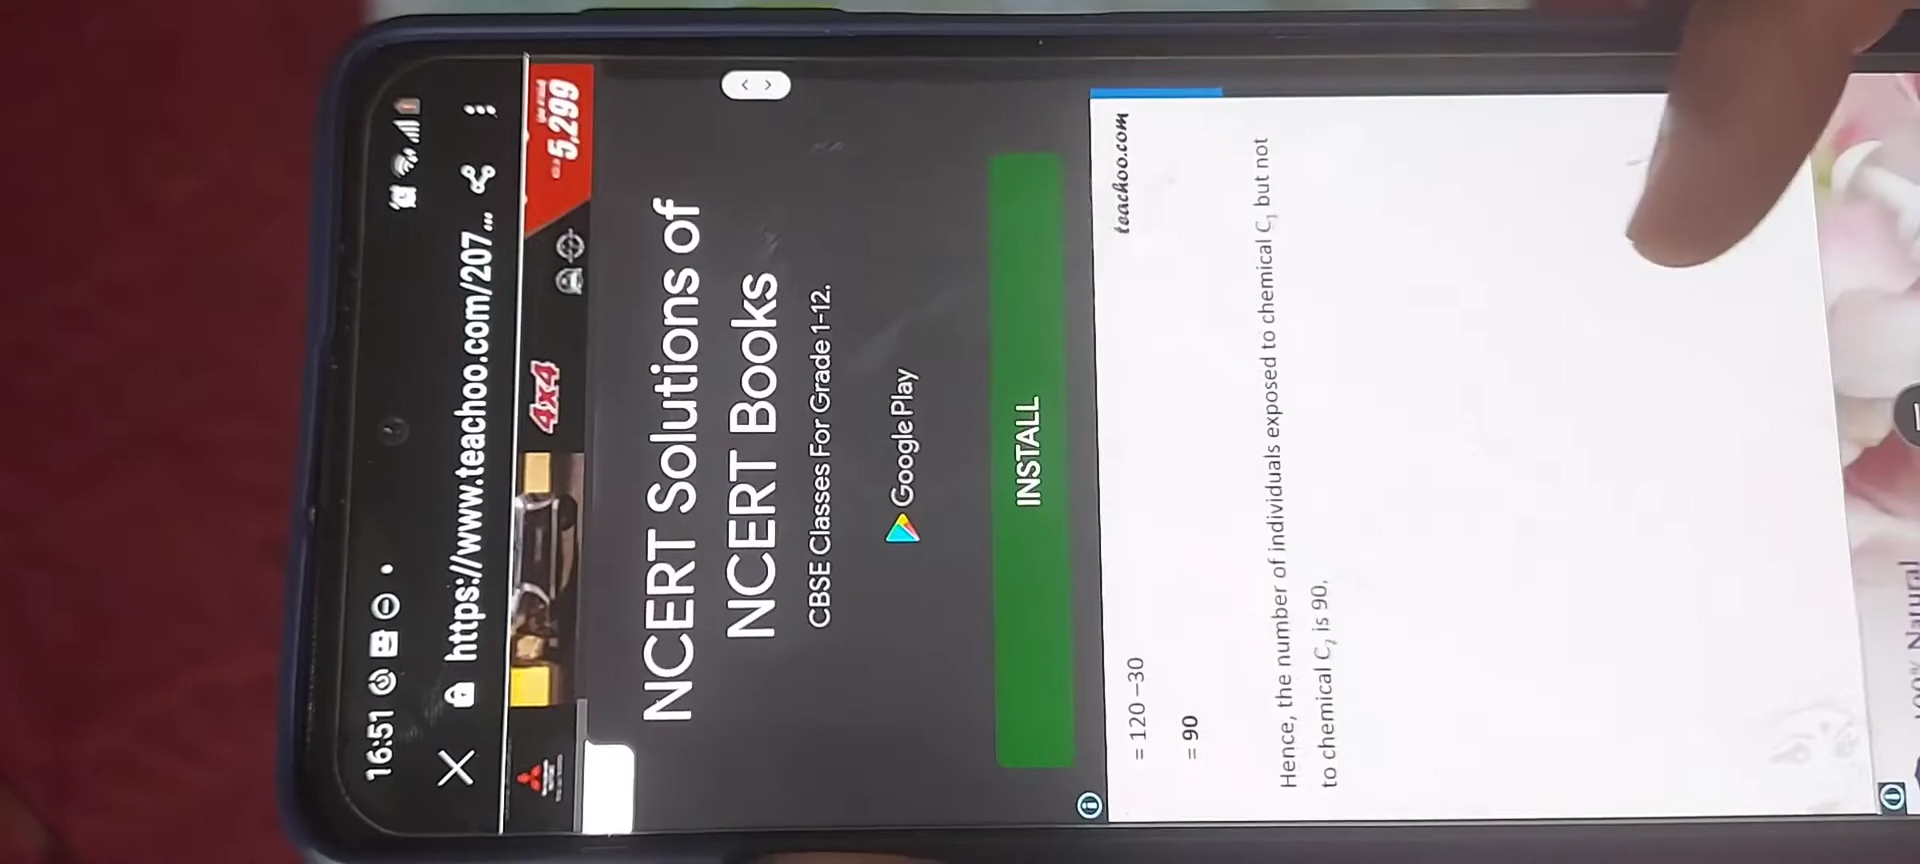 16:51
https://www.teachoo.com/207...
4x4
5,299
NCERT Solutions of
NCERT Books
CBSE Classes For Grade 1-12.
Google Play
INSTALL
teachoo.com
= 120 –30
= 90
Hence, the number of individuals exposed to chemical C₁ but not
to chemical C₂ is 90.
100% Natural